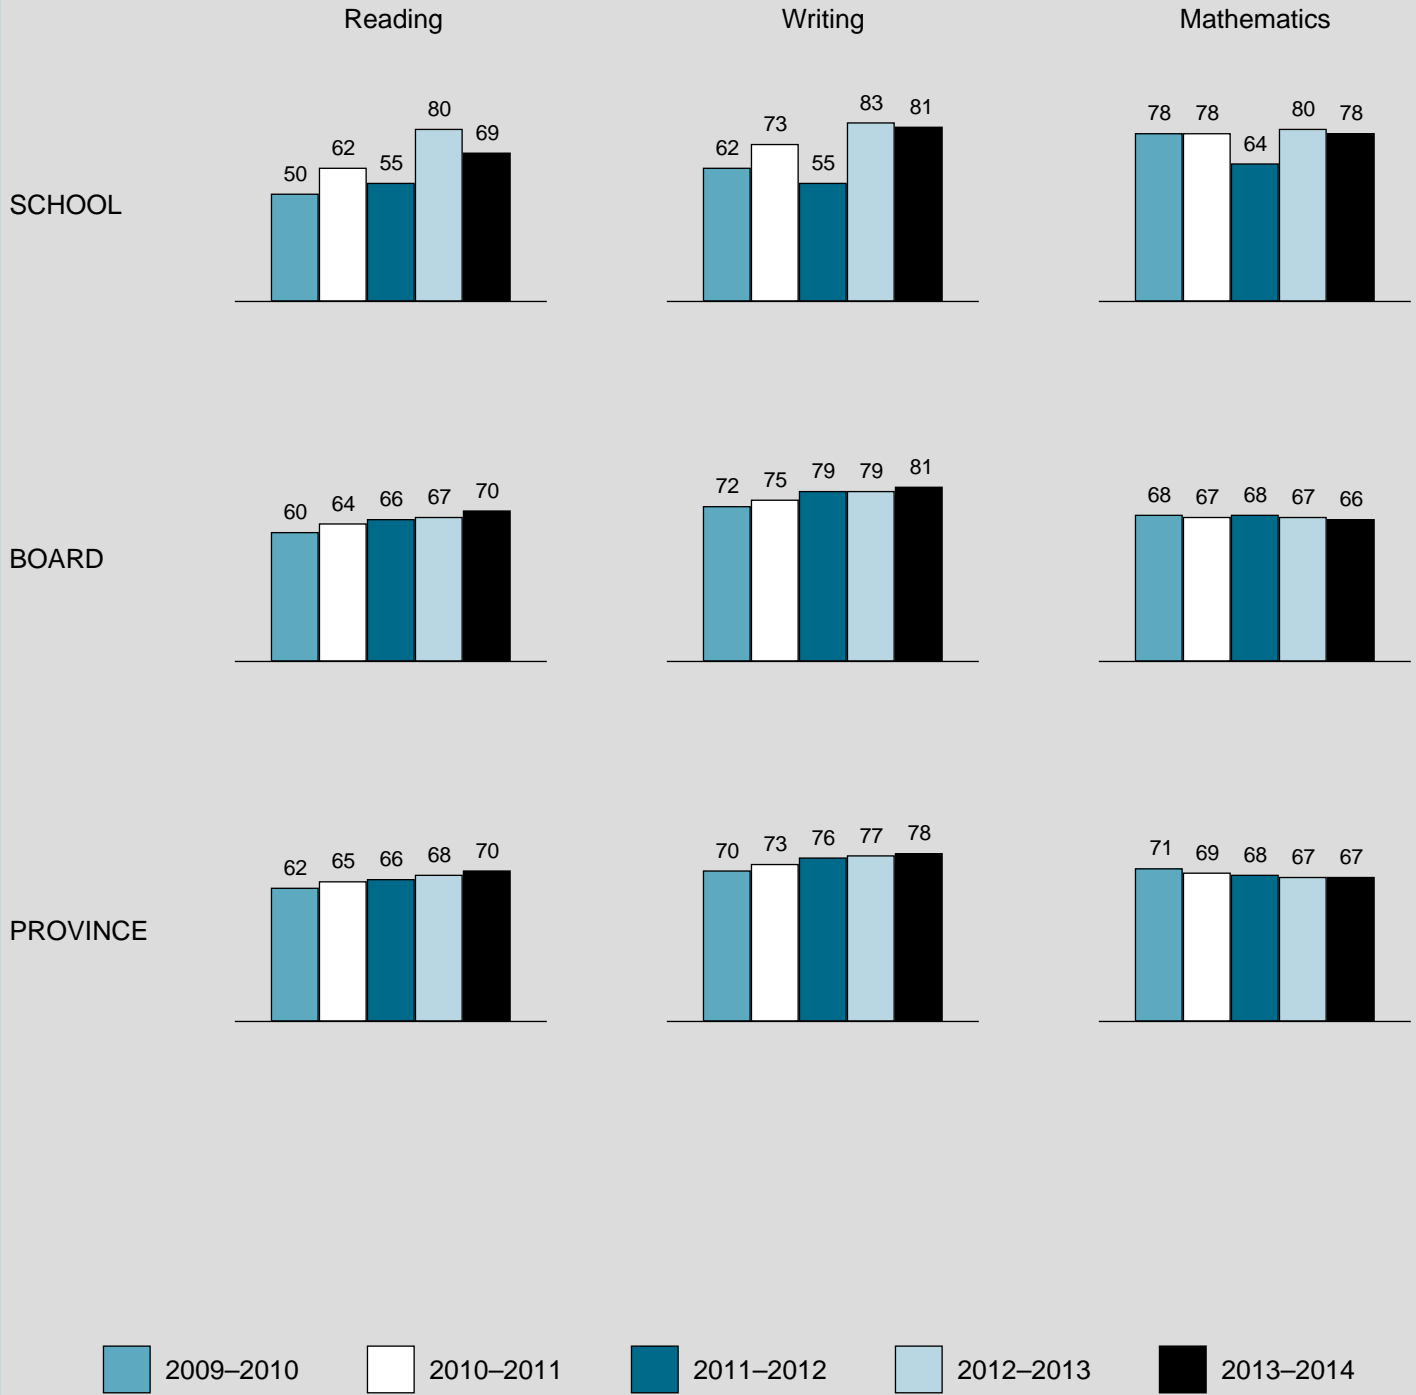 Reading Writing Mathematics
SCHOOL
50 62 55 80 69
62 73 55 83 81
78 78 64 80 78
BOARD
60 64 66 67 70
72 75 79 79 81
68 67 68 67 66
PROVINCE
62 65 66 68 70
70 73 76 77 78
71 69 68 67 67
2009–2010 2010–2011 2011–2012 2012–2013 2013–2014